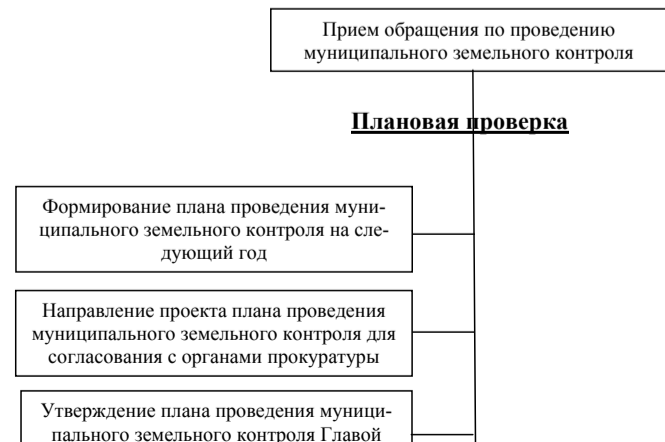 Прием обращения по проведению
муниципального земельного контроля
Плановая проверка
Формирование плана проведения муни-
ципального земельного контроля на сле-
дующий год
Направление проекта плана проведения
муниципального земельного контроля для
согласования с органами прокуратуры
Утверждение плана проведения муници-
пального земельного контроля Главой